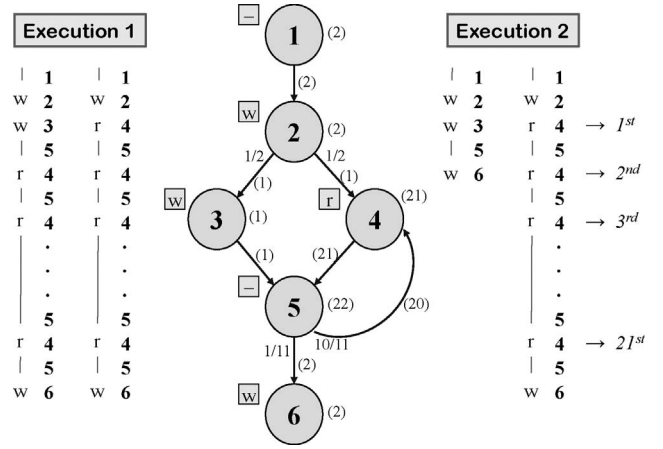 Execution 1
Execution 2
– 1 (2)
(2)
w 2 (2)
1/2 1/2
(1) (1)
w 3 (1)
r 4 (21)
(1) (21)
– 5 (22)
(20)
1/11 10/11
(2)
w 6 (2)
| 1 | 1
w 2 w 2
w 3 r 4
| 5 | 5
r 4 r 4
| 5 | 5
r 4 r 4
. .
. .
. .
5 5
r 4 r 4
| 5 | 5
w 6 w 6
| 1 | 1
w 2 w 2
w 3 r 4 → 1st
| 5 | 5
w 6 r 4 → 2nd
| 5
r 4 → 3rd
.
.
.
5
r 4 → 21st
| 5
w 6